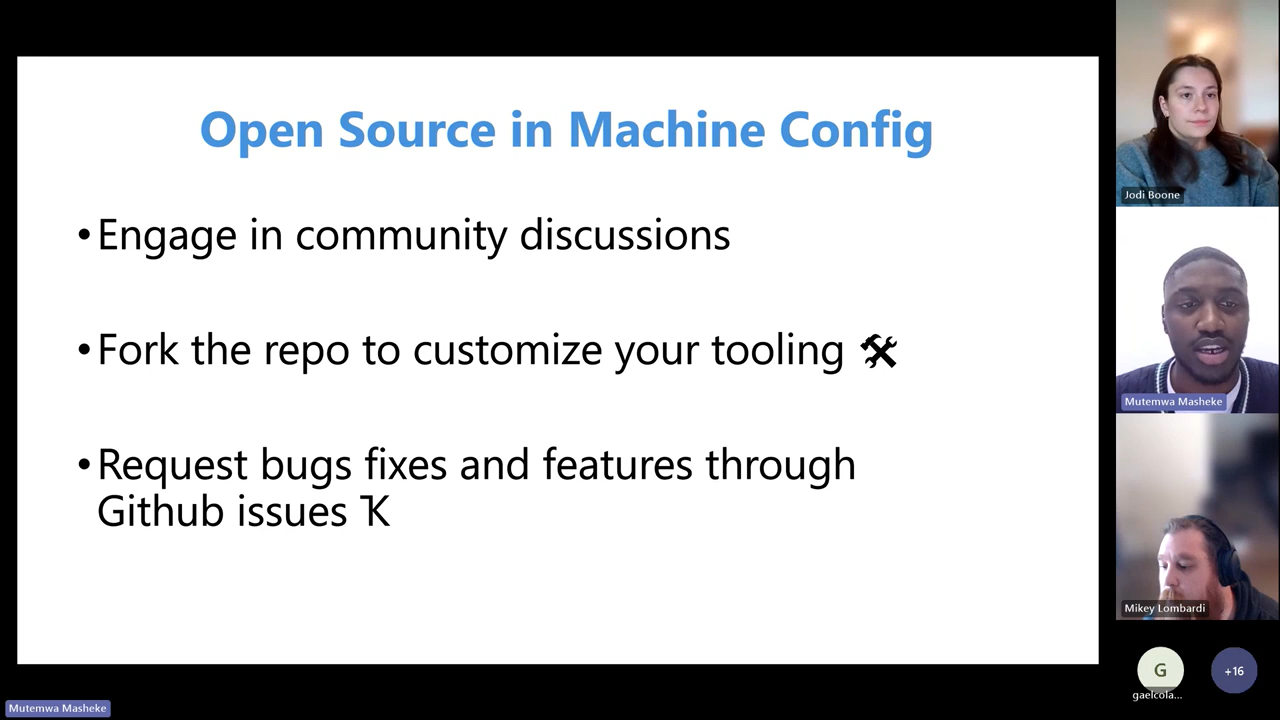 Open Source in Machine Config
•Engage in community discussions
•Fork the repo to customize your tooling 🛠
•Request bugs fixes and features through
Github issues Ҡ
Jodi Boone
Mutemwa Masheke
Mikey Lombardi
G
+16
gaelcola...
Mutemwa Masheke